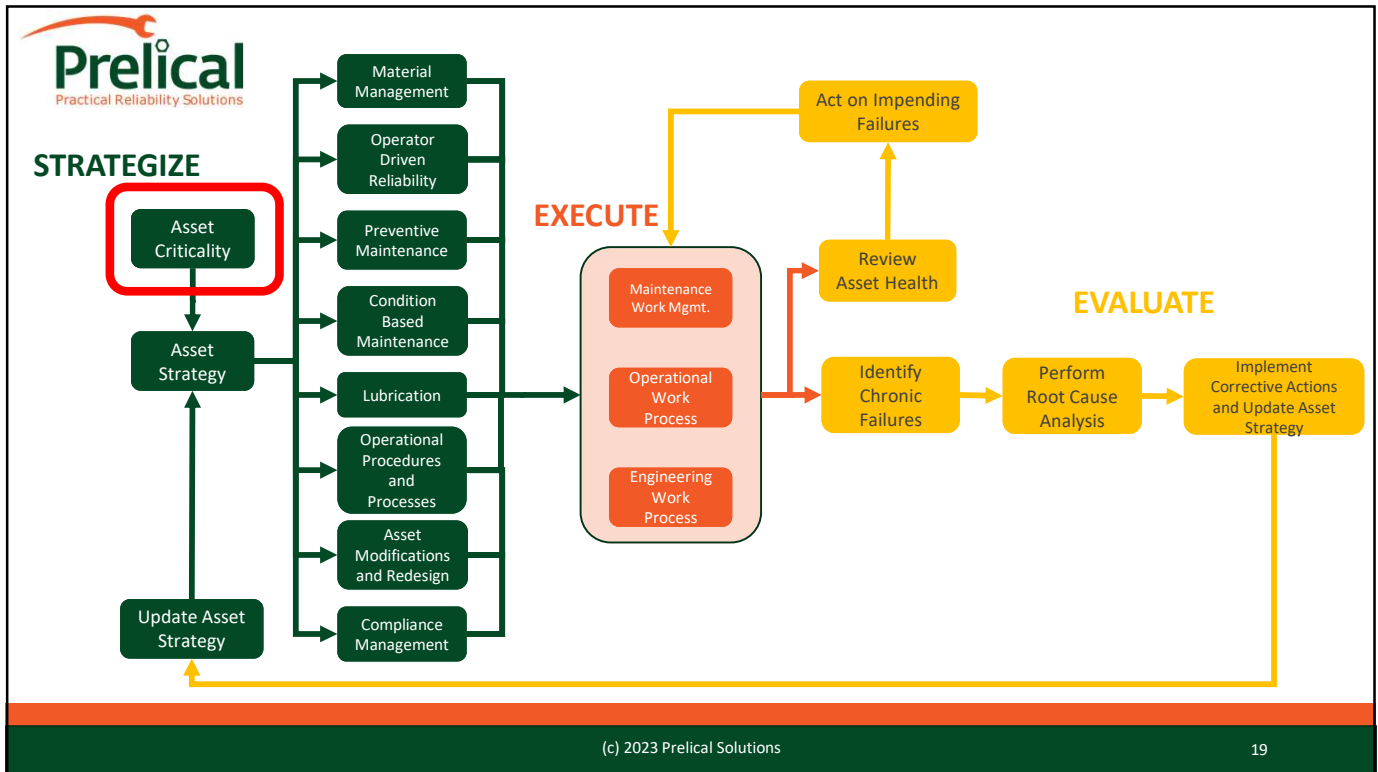 Prelical
Practical Reliability Solutions
STRATEGIZE
Asset
Criticality
Asset
Strategy
Update Asset
Strategy
Material
Management
Operator
Driven
Reliability
Preventive
Maintenance
Condition
Based
Maintenance
Lubrication
Operational
Procedures
and
Processes
Asset
Modifications
and Redesign
Compliance
Management
EXECUTE
Maintenance
Work Mgmt.
Operational
Work
Process
Engineering
Work
Process
Act on Impending
Failures
Review
Asset Health
EVALUATE
Identify
Chronic
Failures
Perform
Root Cause
Analysis
Implement
Corrective Actions
and Update Asset
Strategy
(c) 2023 Prelical Solutions
19